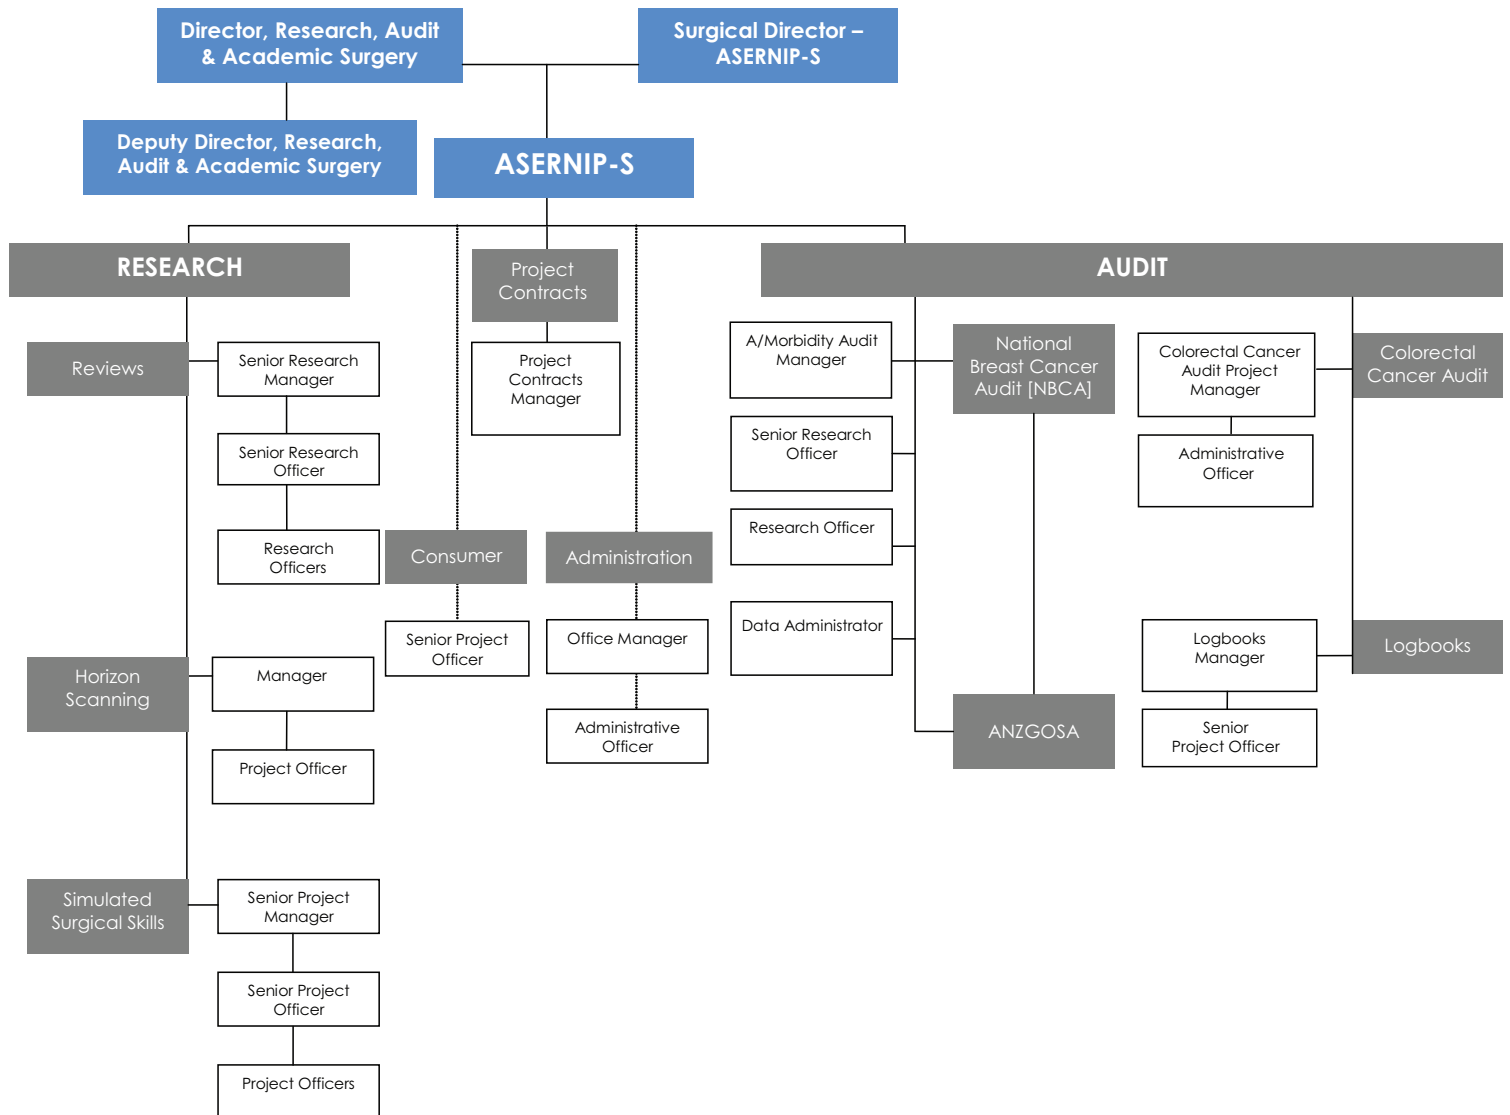 Director, Research, Audit
& Academic Surgery
Surgical Director –
ASERNIP-S
Deputy Director, Research,
Audit & Academic Surgery
ASERNIP-S
RESEARCH
Project
Contracts
AUDIT
Reviews
Senior Research
Manager
Senior Research
Officer
Research
Officers
Horizon
Scanning
Manager
Project Officer
Simulated
Surgical Skills
Senior Project
Manager
Senior Project
Officer
Project Officers
Project
Contracts
Manager
Consumer
Senior Project
Officer
Administration
Office Manager
Administrative
Officer
A/Morbidity Audit
Manager
Senior Research
Officer
Research Officer
Data Administrator
National
Breast Cancer
Audit [NBCA]
ANZGOSA
Colorectal Cancer
Audit Project
Manager
Administrative
Officer
Colorectal
Cancer Audit
Logbooks
Manager
Senior
Project Officer
Logbooks